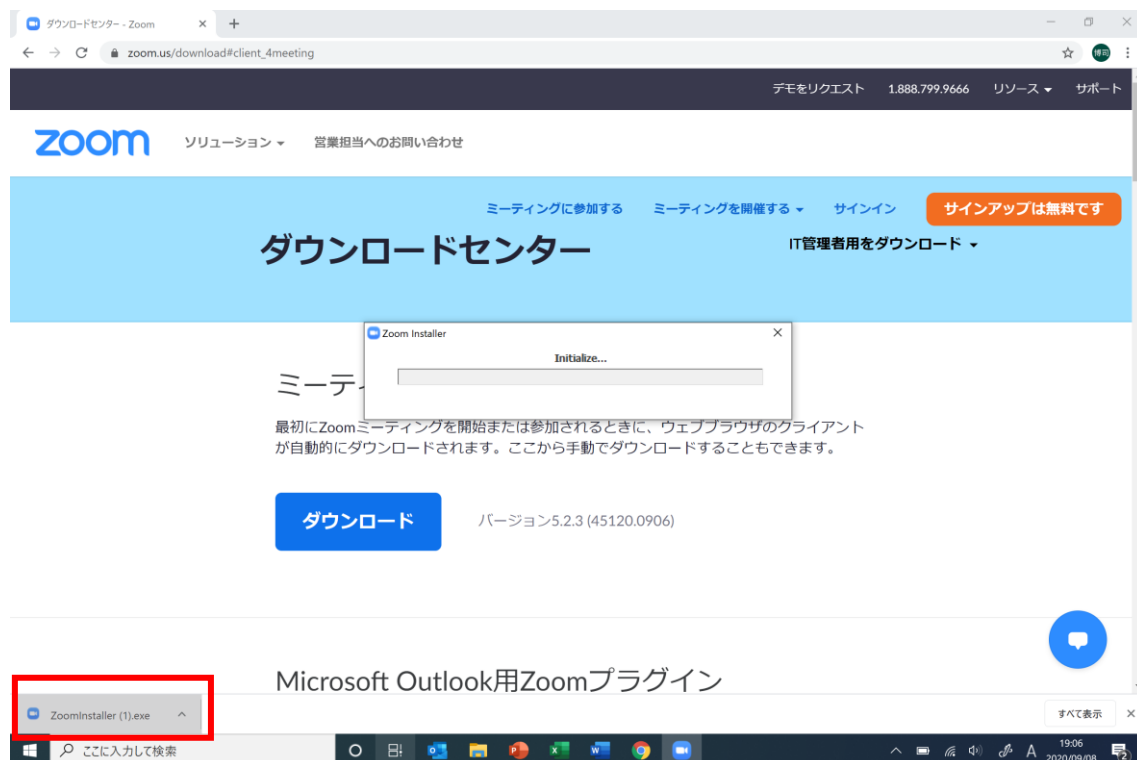 ダウンロードセンター - Zoom
zoom.us/download#client_4meeting
博司
デモをリクエスト 1.888.799.9666 リソース サポート
zoom ソリューション 営業担当へのお問い合わせ
ミーティングに参加する ミーティングを開催する サインイン サインアップは無料です
ダウンロードセンター IT管理者用をダウンロード
Zoom Installer
Initialize...
ミーテ
最初にZoomミーティングを開始または参加されるときに、ウェブブラウザのクライアント
が自動的にダウンロードされます。ここから手動でダウンロードすることもできます。
ダウンロード バージョン5.2.3 (45120.0906)
Microsoft Outlook用Zoomプラグイン
ZoomInstaller (1).exe すべて表示
ここに入力して検索 A 19:06
2020/09/08 2